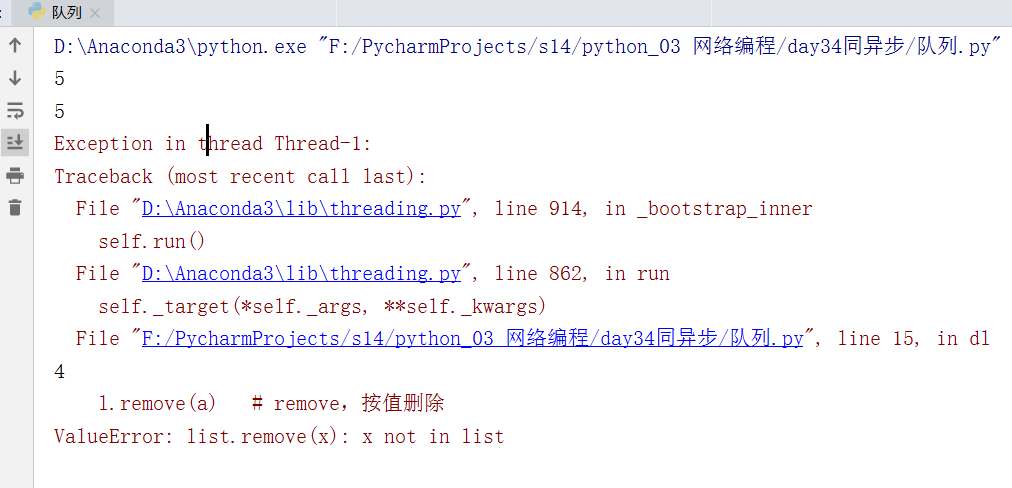 队列
D:\Anaconda3\python.exe "F:/PycharmProjects/s14/python_03 网络编程/day34同异步/队列.py"
5
5
Exception in thread Thread-1:
Traceback (most recent call last):
  File "D:\Anaconda3\lib\threading.py", line 914, in _bootstrap_inner
    self.run()
  File "D:\Anaconda3\lib\threading.py", line 862, in run
    self._target(*self._args, **self._kwargs)
  File "F:/PycharmProjects/s14/python_03 网络编程/day34同异步/队列.py", line 15, in dl
4
    l.remove(a)   # remove，按值删除
ValueError: list.remove(x): x not in list